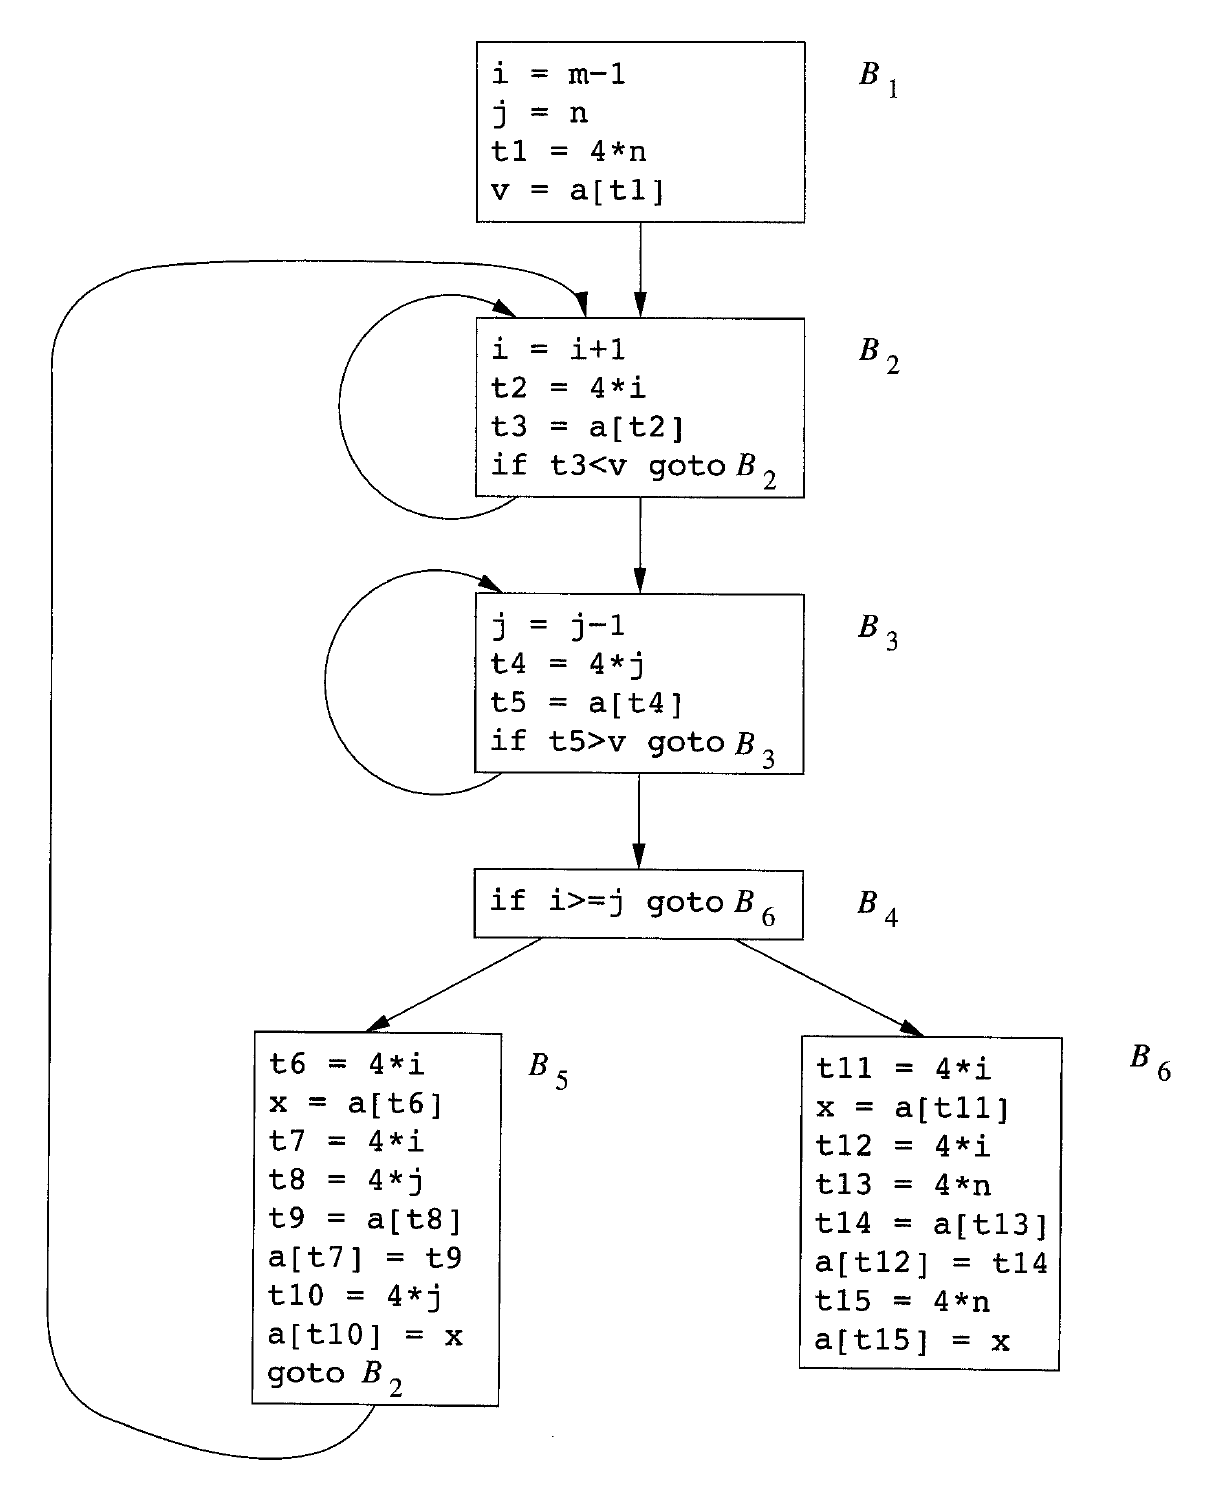 i = m-1
j = n
t1 = 4*n
v = a[t1]
B1
i = i+1
t2 = 4*i
t3 = a[t2]
if t3<v goto B2
B2
j = j-1
t4 = 4*j
t5 = a[t4]
if t5>v goto B3
B3
if i>=j goto B6
B4
t6 = 4*i
x = a[t6]
t7 = 4*i
t8 = 4*j
t9 = a[t8]
a[t7] = t9
t10 = 4*j
a[t10] = x
goto B2
B5
t11 = 4*i
x = a[t11]
t12 = 4*i
t13 = 4*n
t14 = a[t13]
a[t12] = t14
t15 = 4*n
a[t15] = x
B6